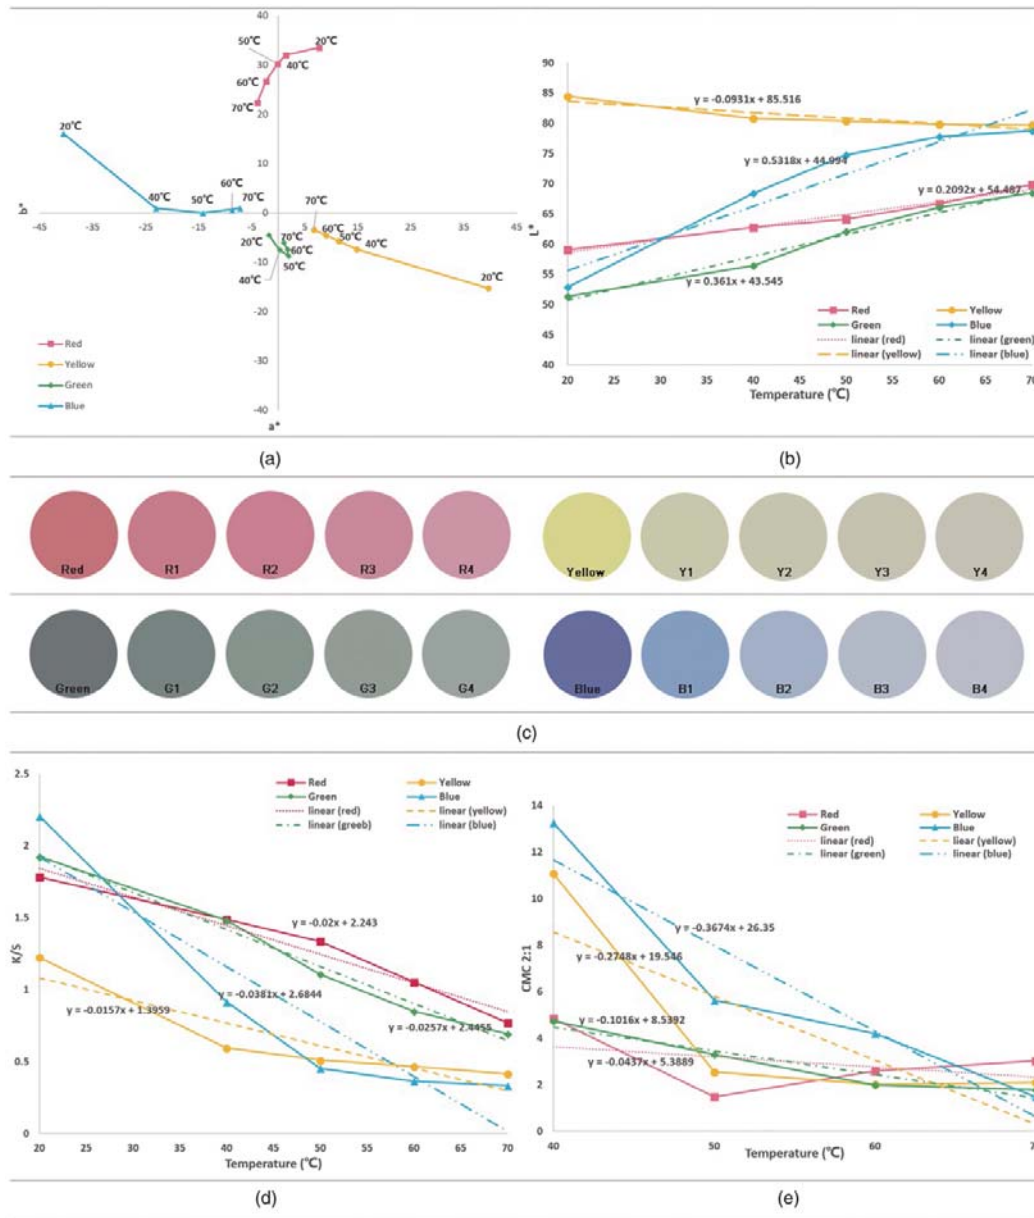 40
50℃
20℃
30
40℃
60℃
70℃
20
20℃
10
40℃
50℃
60℃
70℃
b*
0
-45
-35
-25
-15
-5
5
15
25
35
45
70℃
20℃
70℃
60℃
50℃
40℃
60℃
-10
40℃
50℃
20℃
-20
-30
-40
a*
Red
Yellow
Green
Blue
(a)
90
85
80
75
70
65
60
55
50
45
40
L*
y = -0.0931x + 85.516
y = 0.5318x + 44.994
y = 0.2092x + 54.487
y = 0.361x + 43.545
Red
Yellow
Green
Blue
linear (red)
linear (green)
linear (yellow)
linear (blue)
20
25
30
35
40
45
50
55
60
65
70
Temperature (℃)
(b)
Red
R1
R2
R3
R4
Yellow
Y1
Y2
Y3
Y4
Green
G1
G2
G3
G4
Blue
B1
B2
B3
B4
(c)
2.5
2
1.5
1
0.5
0
K/S
Red
Yellow
Green
Blue
linear (red)
linear (yellow)
linear (greeb)
linear (blue)
y = -0.02x + 2.243
y = -0.0381x + 2.6844
y = -0.0157x + 1.3959
y = -0.0257x + 2.4455
20
25
30
35
40
45
50
55
60
65
70
Temperature (℃)
(d)
14
12
10
8
6
4
2
0
CMC 2:1
Red
Yellow
Green
Blue
linear (red)
liear (yellow)
linear (green)
linear (blue)
y = -0.3674x + 26.35
y = -0.2748x + 19.546
y = -0.1016x + 8.5392
y = -0.0437x + 5.3889
40
50
60
Temperature (℃)
(e)